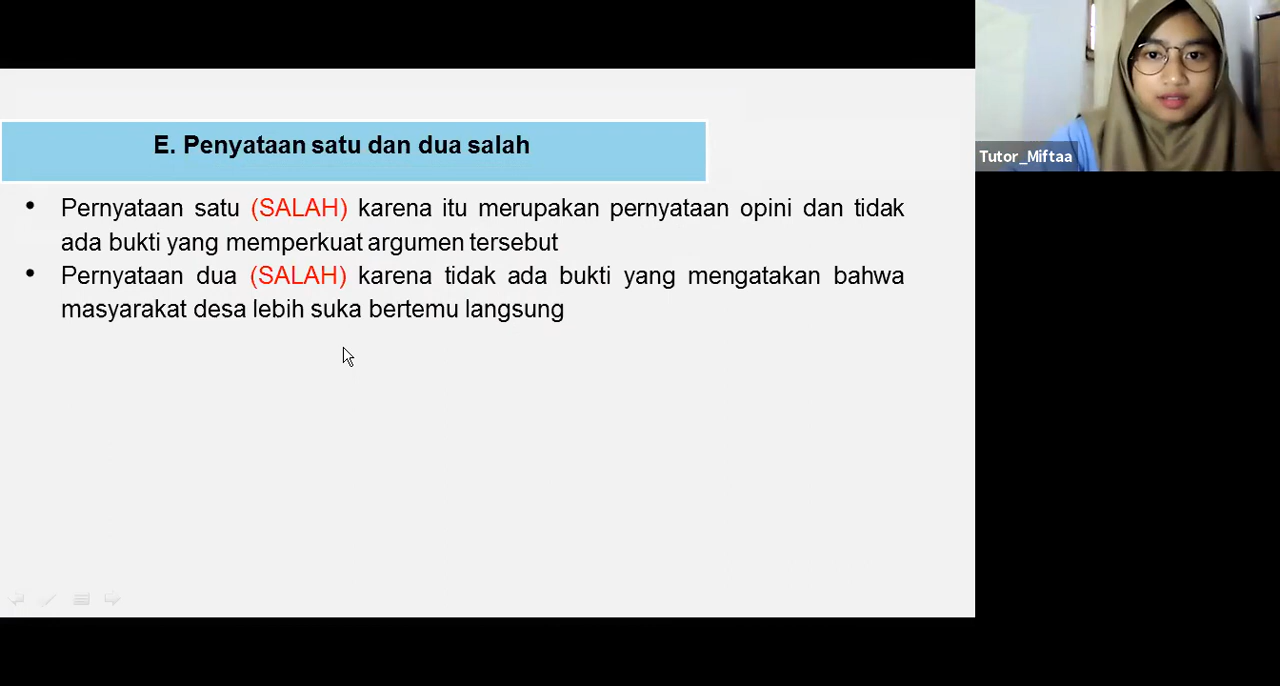 E. Penyataan satu dan dua salah
• Pernyataan satu (SALAH) karena itu merupakan pernyataan opini dan tidak
ada bukti yang memperkuat argumen tersebut
• Pernyataan dua (SALAH) karena tidak ada bukti yang mengatakan bahwa
masyarakat desa lebih suka bertemu langsung
Tutor_Miftaa